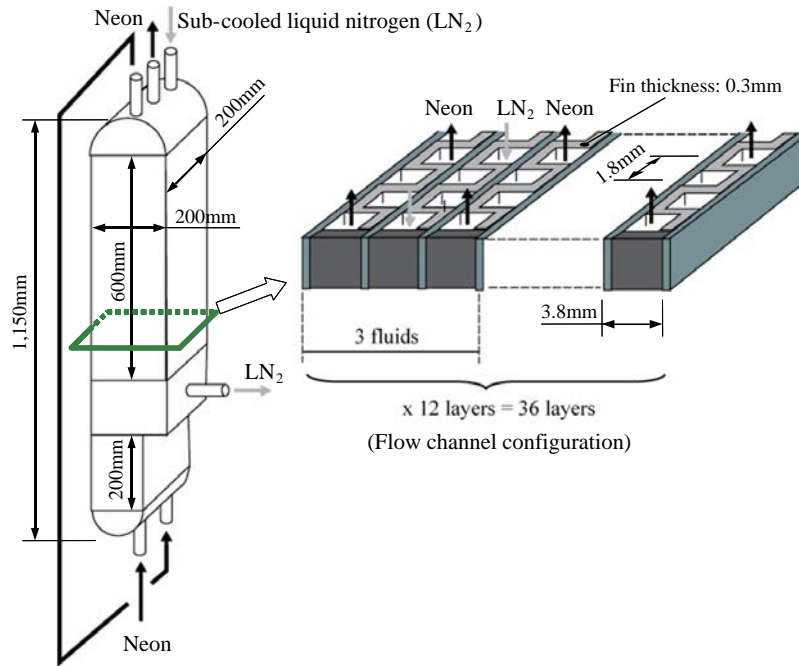 Neon
Sub-cooled liquid nitrogen (LN2)
200mm
Fin thickness: 0.3mm
Neon
LN2
Neon
1.8mm
200mm
600mm
1,150mm
3.8mm
3 fluids
LN2
x 12 layers = 36 layers
(Flow channel configuration)
200mm
Neon